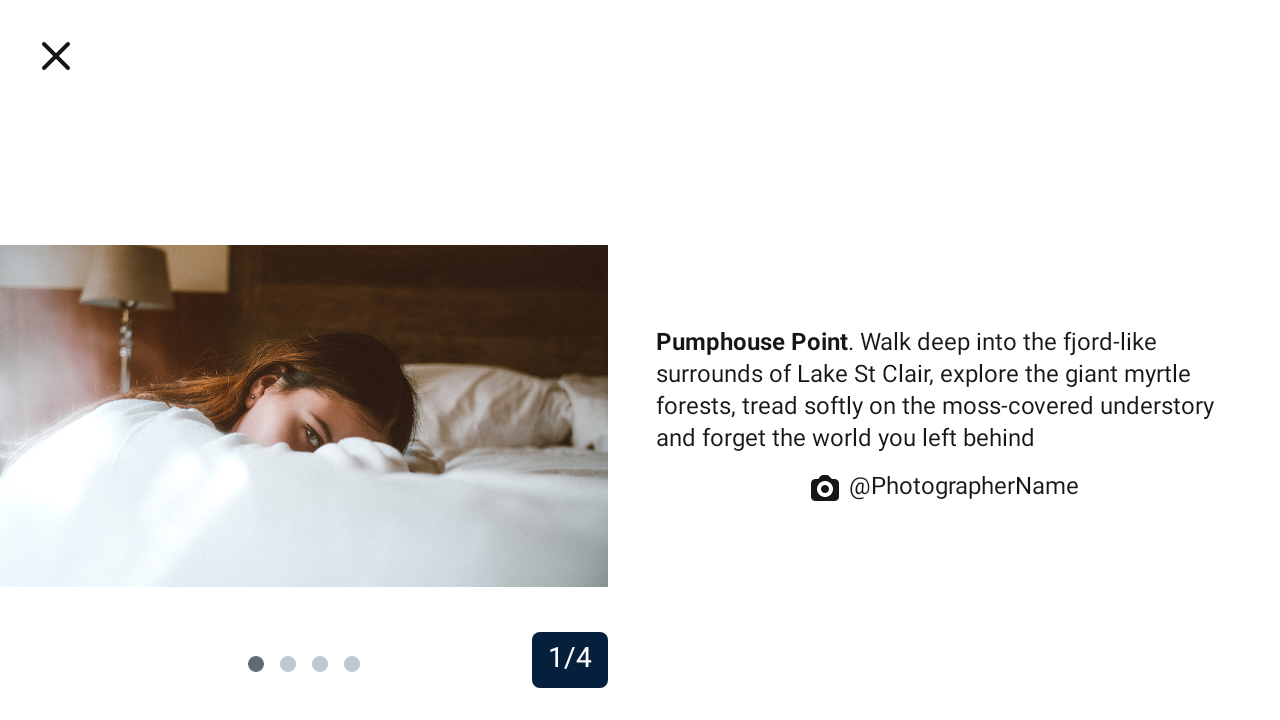 Pumphouse Point. Walk deep into the fjord-like
surrounds of Lake St Clair, explore the giant myrtle
forests, tread softly on the moss-covered understory
and forget the world you left behind
@PhotographerName
1/4